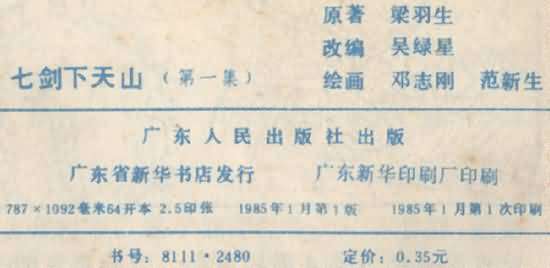 原著 梁羽生
改编 吴绿星
七剑下天山（第一集） 绘画 邓志刚 范新生
广东人民出版社出版
广东省新华书店发行 广东新华印刷厂印刷
787×1092毫米64开本 2.5印张 1985年1月第1版 1985年1月第1次印刷
书号：8111·2480 定价：0.35元